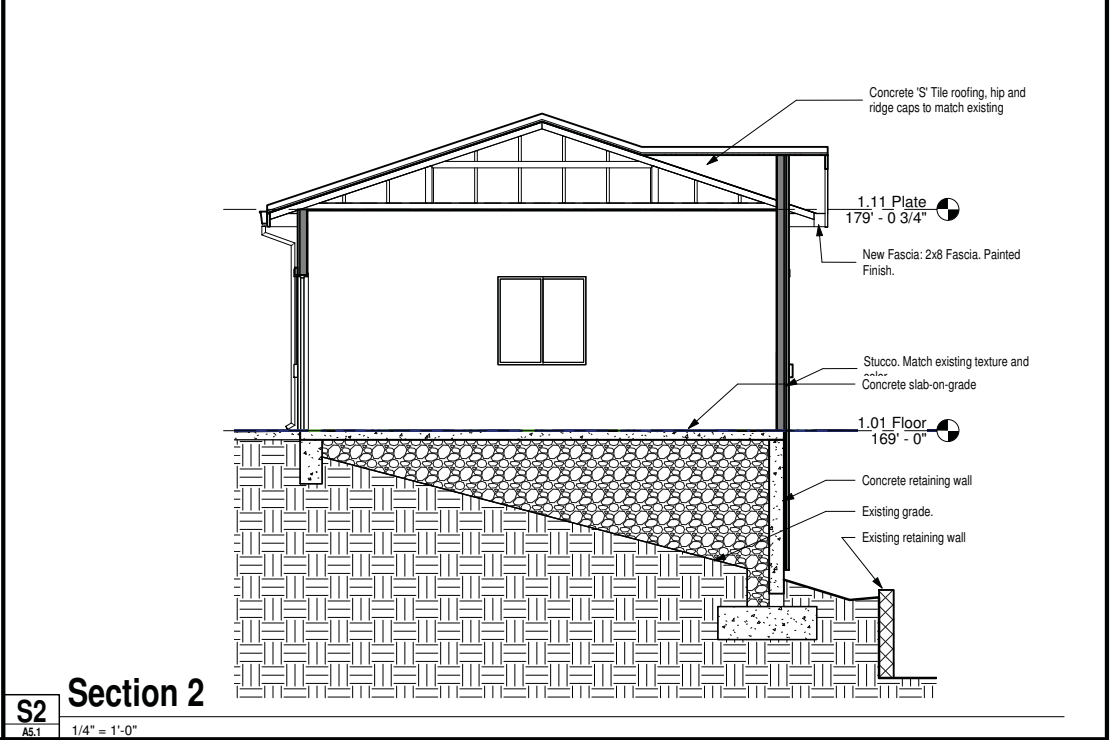 Concrete 'S' Tile roofing, hip and
ridge caps to match existing
1.11 Plate
179' - 0 3/4"
New Fascia: 2x8 Fascia. Painted
Finish.
Stucco. Match existing texture and
Concrete slab-on-grade
1.01 Floor
169' - 0"
Concrete retaining wall
Existing grade.
Existing retaining wall
Section 2
S2
A5.1
1/4" = 1'-0"